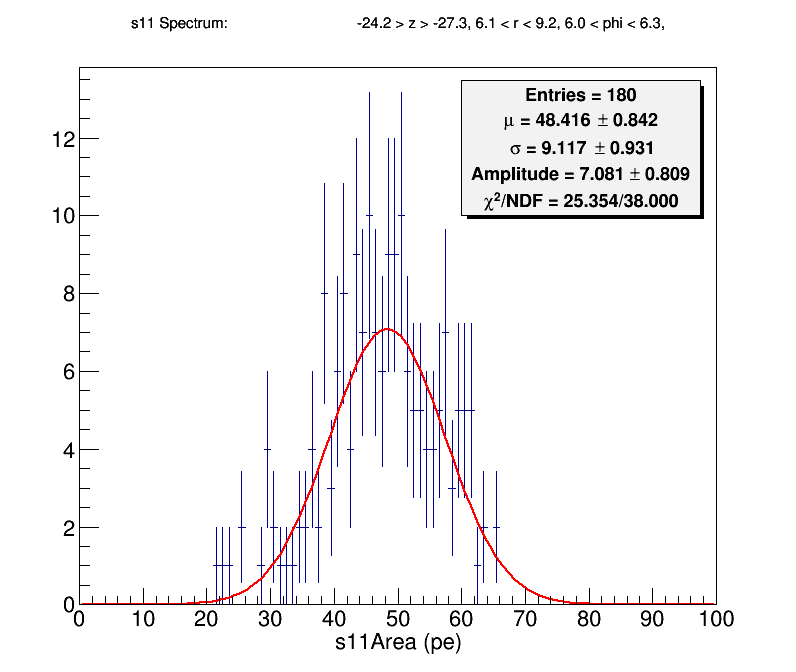 s11 Spectrum: -24.2 > z > -27.3, 6.1 < r < 9.2, 6.0 < phi < 6.3,
Entries = 180
μ = 48.416 ± 0.842
σ = 9.117 ± 0.931
Amplitude = 7.081 ± 0.809
χ²/NDF = 25.354/38.000
12
10
8
6
4
2
0
0 10 20 30 40 50 60 70 80 90 100
s11Area (pe)